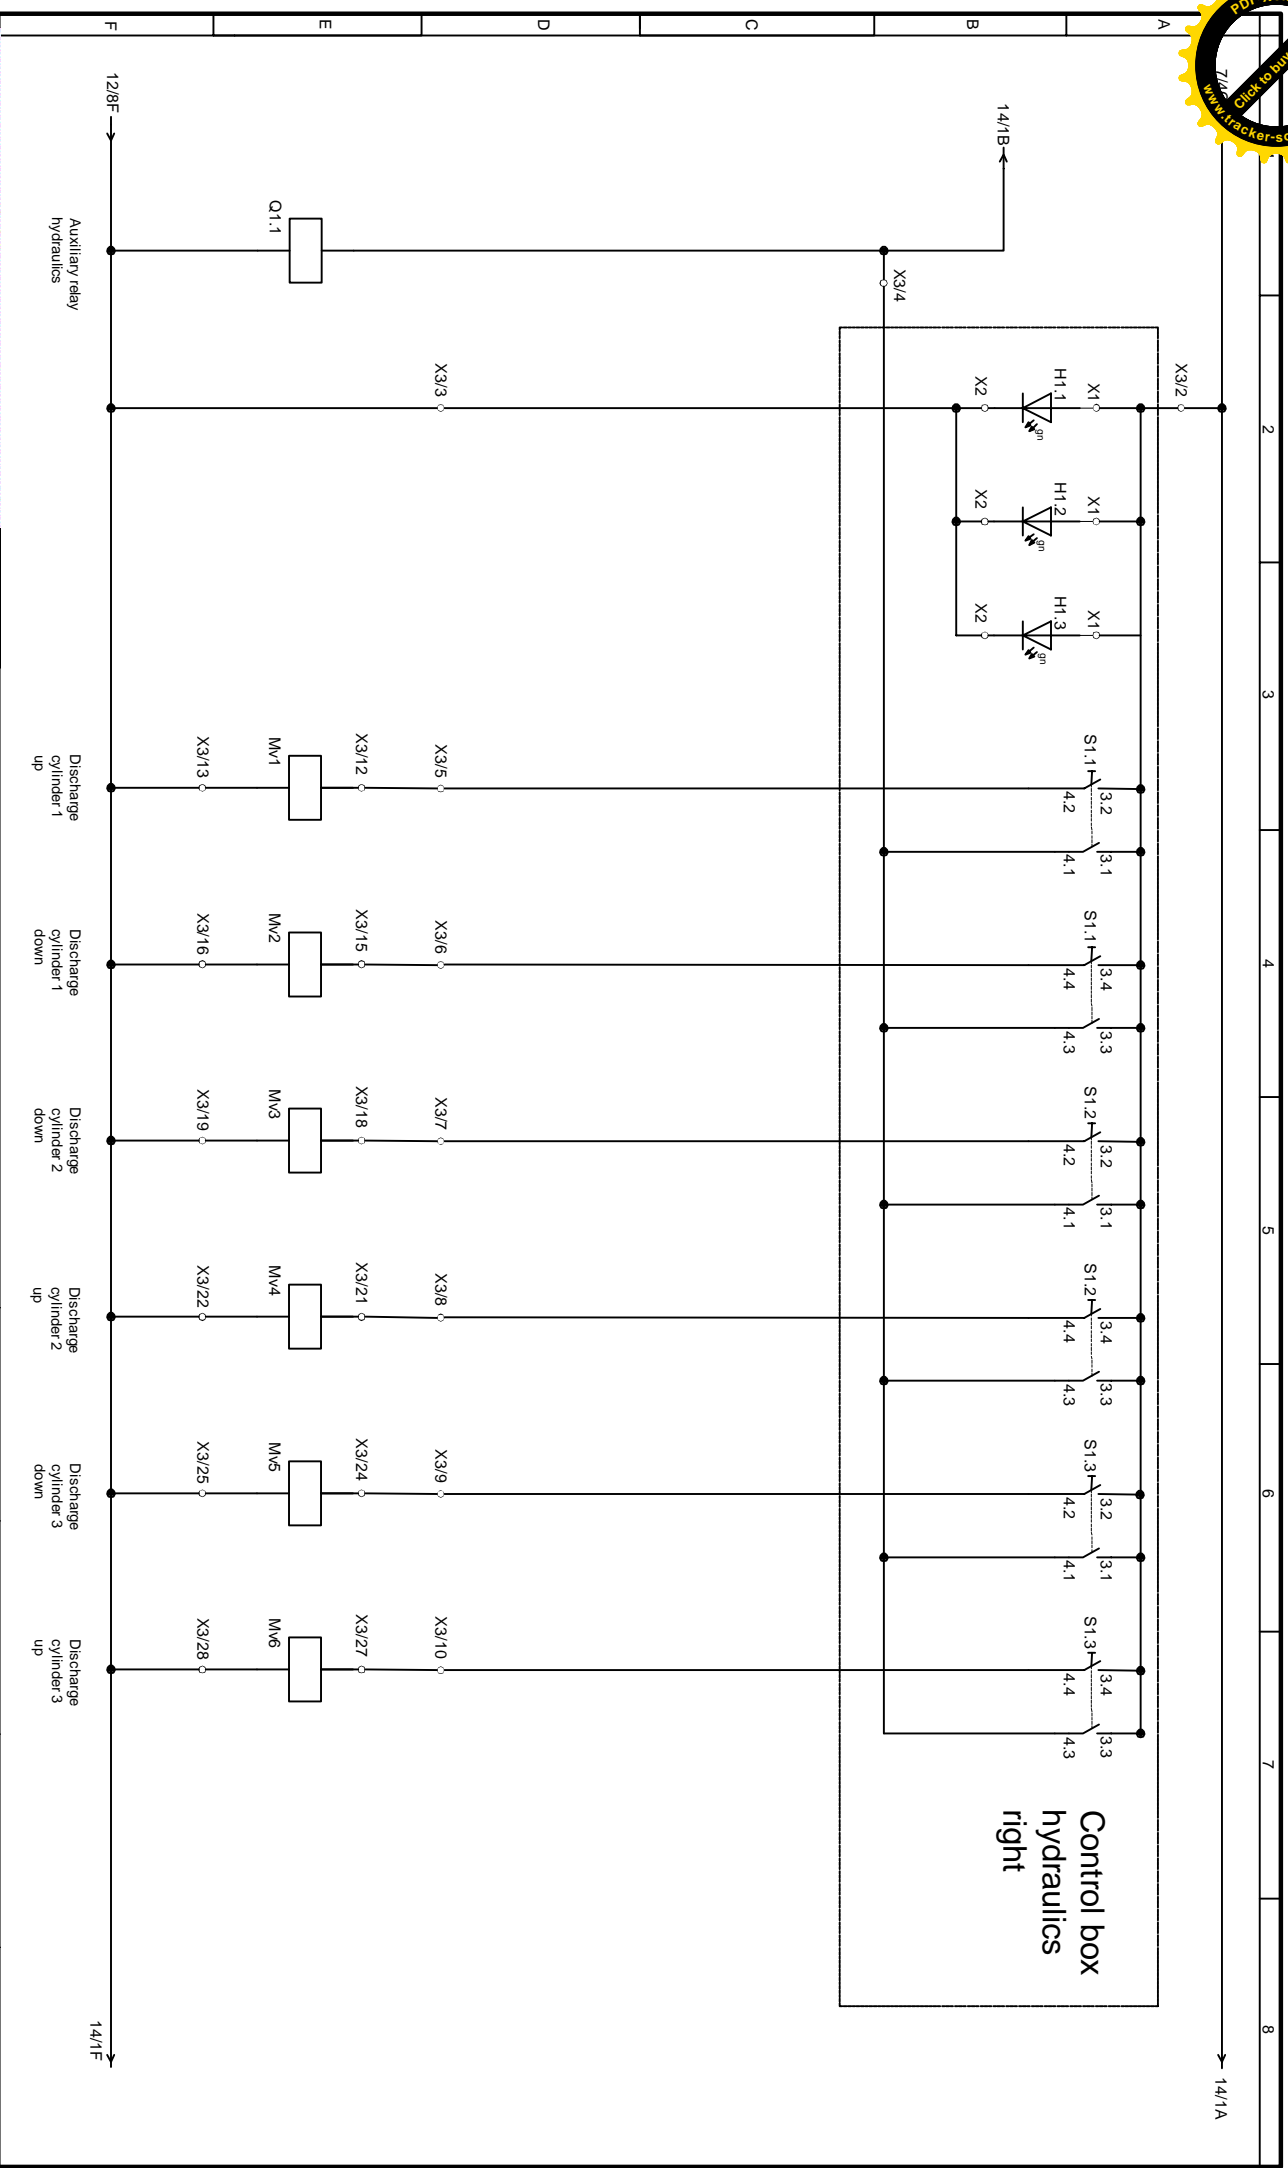 A
B
C
D
E
F
2
3
4
5
6
7
8
14/1A
14/1B
12/8F
14/1F
X3/4
X3/2
X1
H1.1
gn
X2
X1
H1.2
gn
X2
X1
H1.3
gn
X2
X3/3
S1.1
3.2
4.2
3.1
4.1
S1.1
3.4
4.4
3.3
4.3
S1.2
3.2
4.2
3.1
4.1
S1.2
3.4
4.4
3.3
4.3
S1.3
3.2
4.2
3.1
4.1
S1.3
3.4
4.4
3.3
4.3
Control box
hydraulics
right
X3/5
X3/6
X3/7
X3/8
X3/9
X3/10
X3/12
X3/15
X3/18
X3/21
X3/24
X3/27
Q1.1
Mv1
Mv2
Mv3
Mv4
Mv5
Mv6
X3/13
X3/16
X3/19
X3/22
X3/25
X3/28
Auxiliary relay
hydraulics
Discharge
cylinder 1
up
Discharge
cylinder 1
down
Discharge
cylinder 2
down
Discharge
cylinder 2
up
Discharge
cylinder 3
down
Discharge
cylinder 3
up
Click to buy